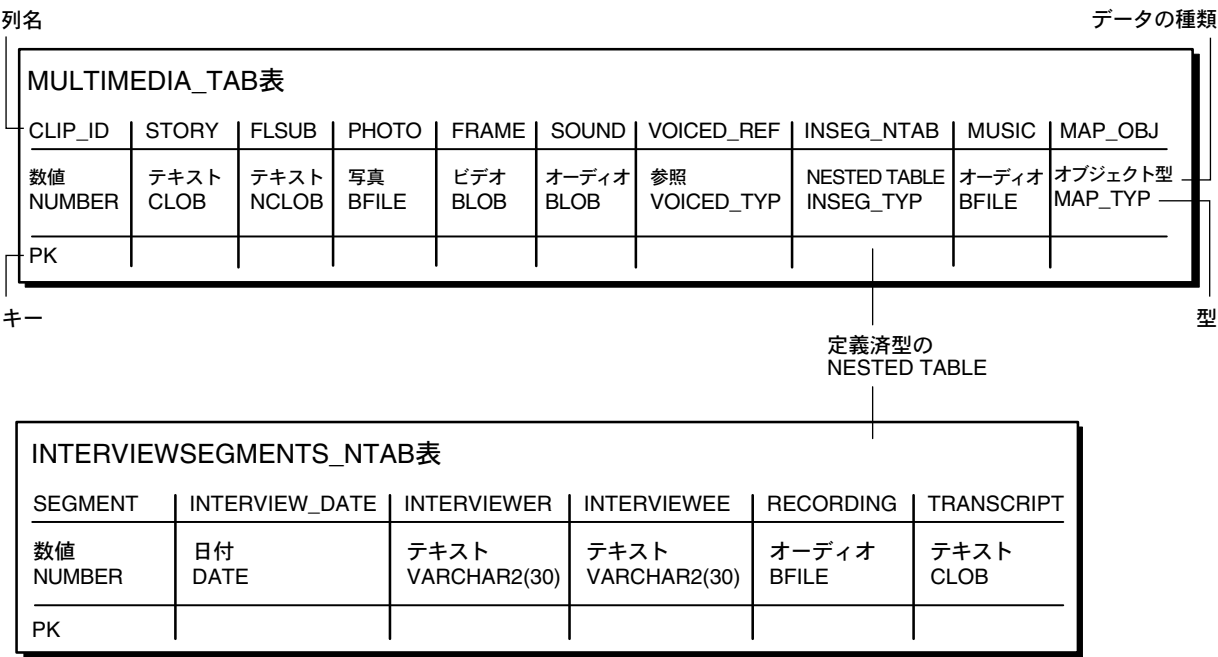 列名
データの種類
MULTIMEDIA_TAB表
CLIP_ID STORY FLSUB PHOTO FRAME SOUND VOICED_REF INSEG_NTAB MUSIC MAP_OBJ
数値 テキスト テキスト 写真 ビデオ オーディオ 参照 NESTED TABLE オーディオ オブジェクト型
NUMBER CLOB NCLOB BFILE BLOB BLOB VOICED_TYP INSEG_TYP BFILE MAP_TYP
PK
キー
型
定義済型の
NESTED TABLE
INTERVIEWSEGMENTS_NTAB表
SEGMENT INTERVIEW_DATE INTERVIEWER INTERVIEWEE RECORDING TRANSCRIPT
数値 日付 テキスト テキスト オーディオ テキスト
NUMBER DATE VARCHAR2(30) VARCHAR2(30) BFILE CLOB
PK